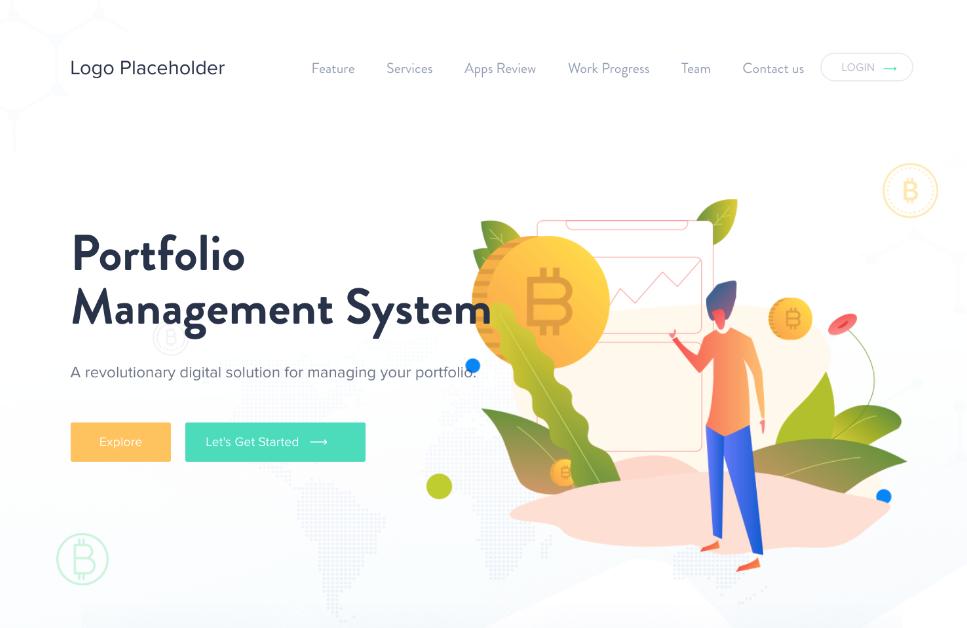 Logo Placeholder
Feature Services Apps Review Work Progress Team Contact us LOGIN
Portfolio
Management System
A revolutionary digital solution for managing your portfolio.
Explore Let's Get Started